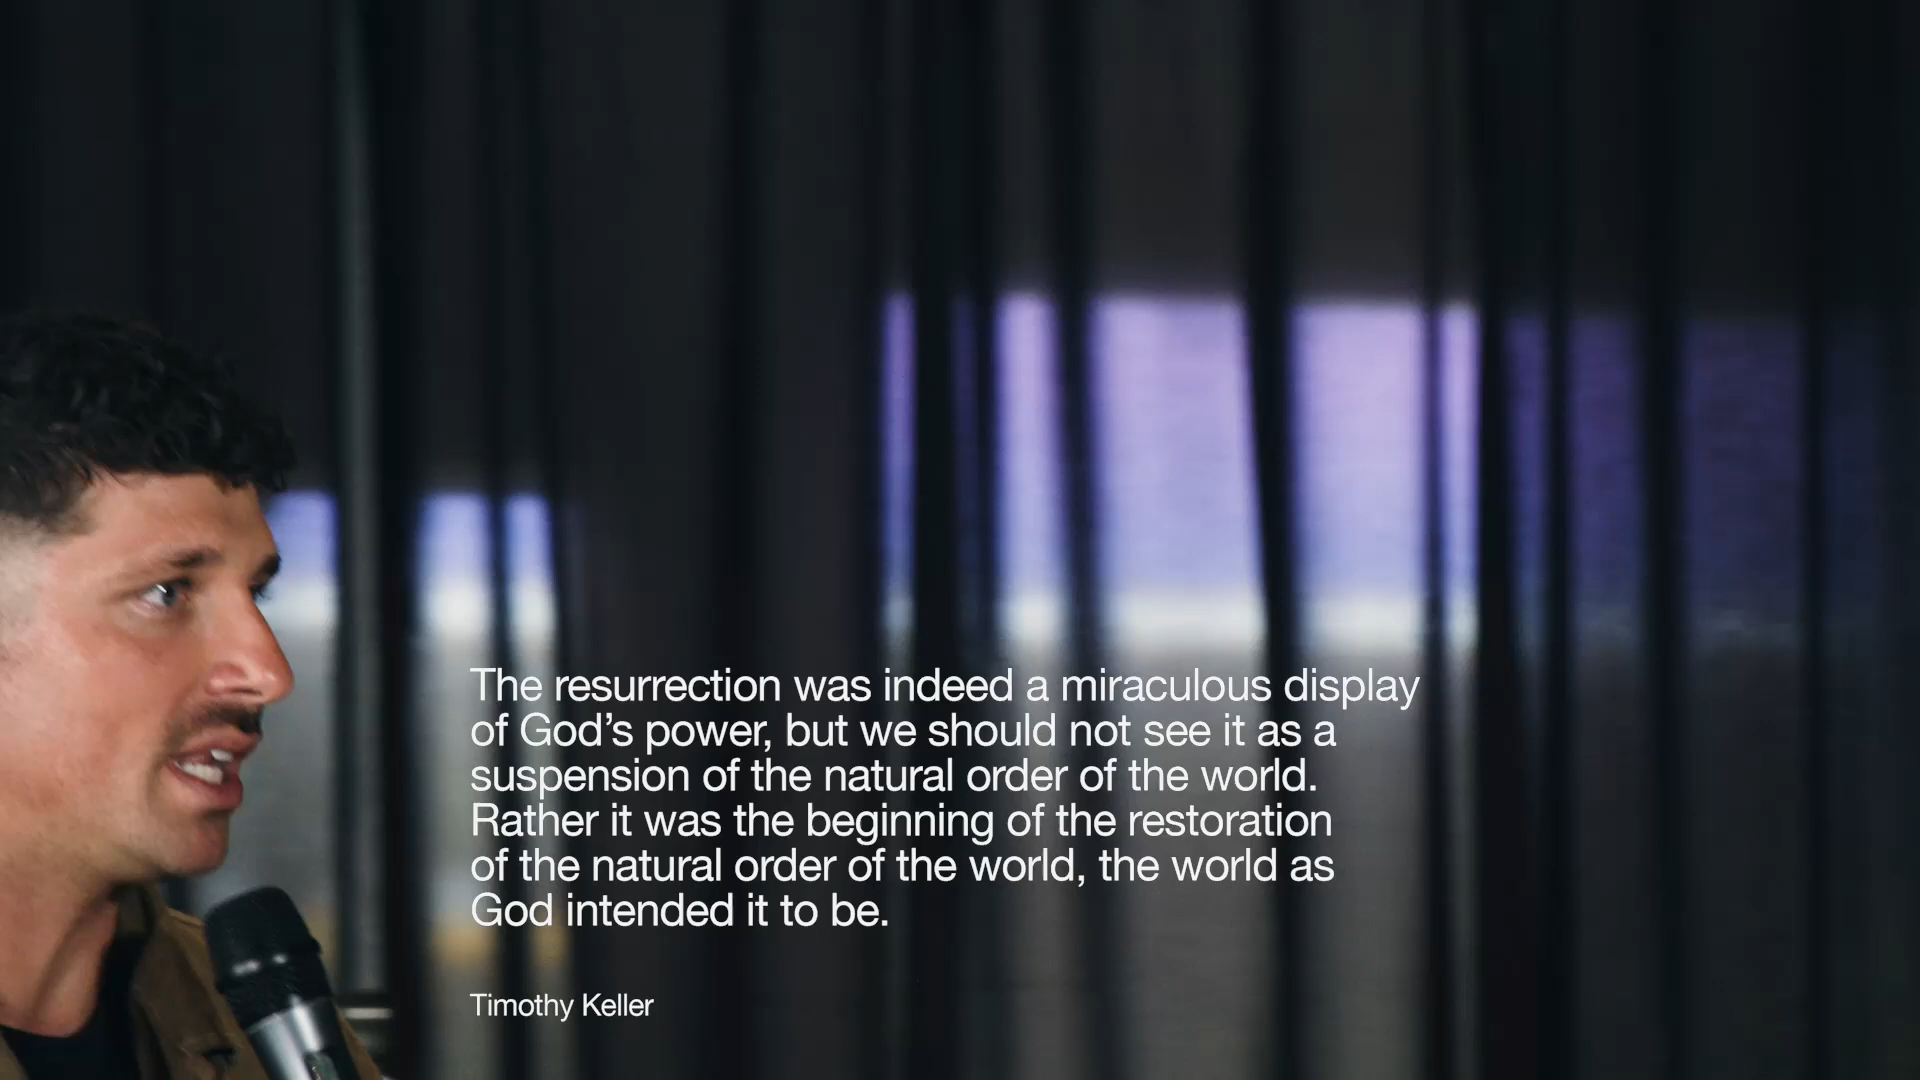 The resurrection was indeed a miraculous display
of God’s power, but we should not see it as a
suspension of the natural order of the world.
Rather it was the beginning of the restoration
of the natural order of the world, the world as
God intended it to be.
Timothy Keller